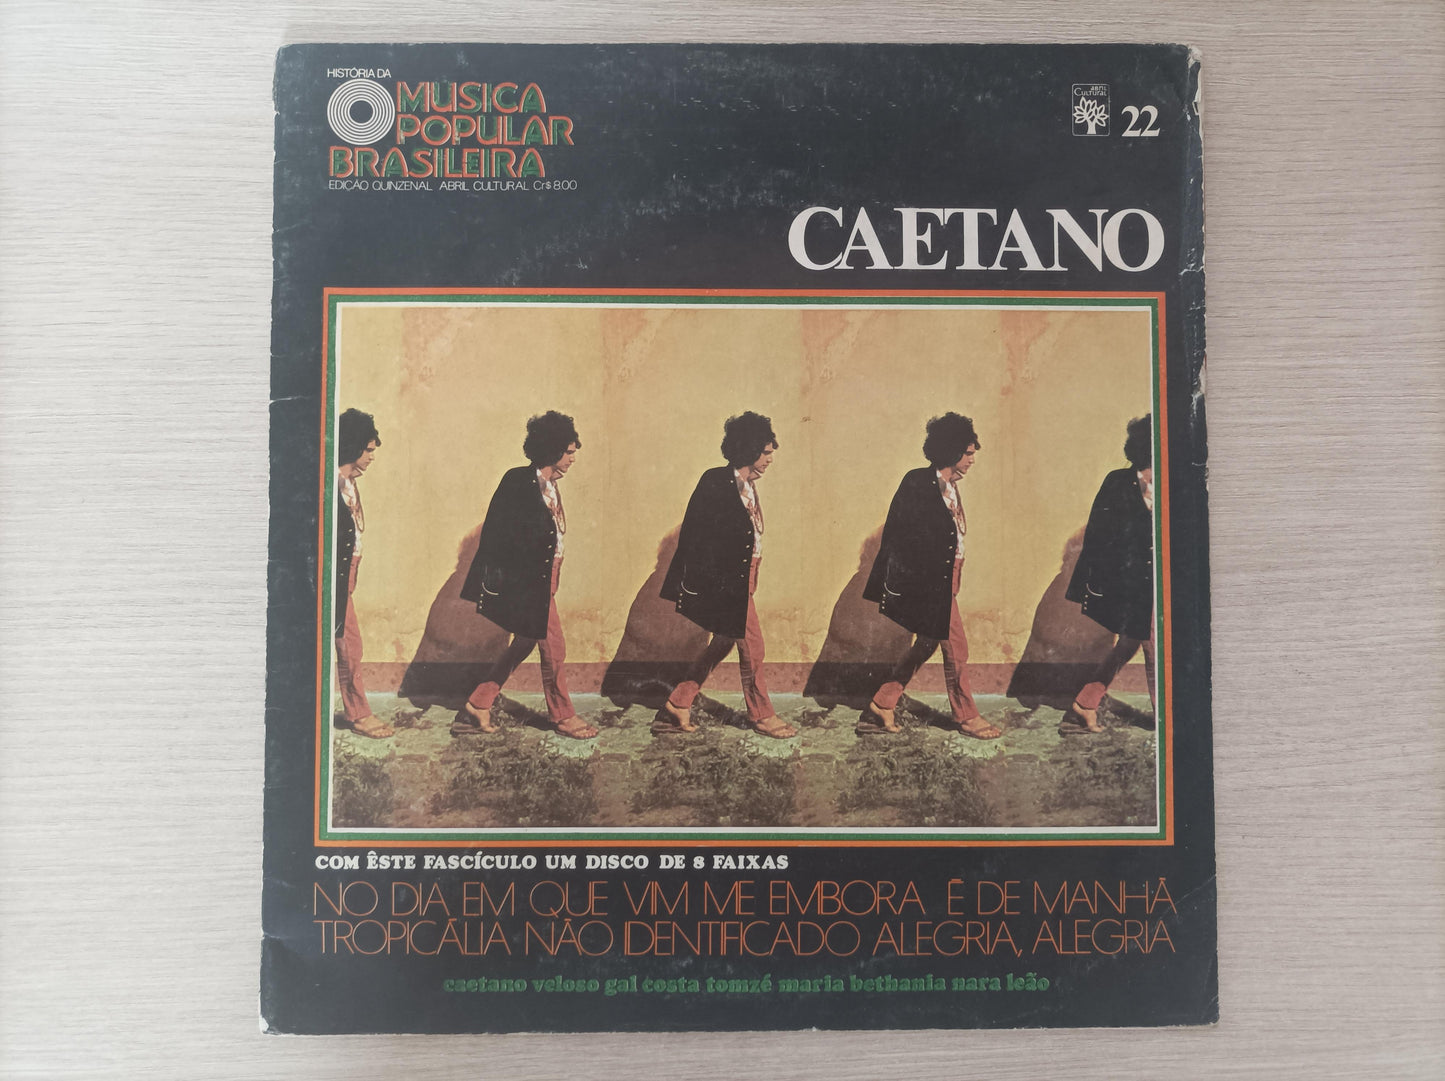 HISTÓRIA DA
MUSICA
POPULAR
BRASILEIRA
EDIÇÃO QUINZENAL ABRIL CULTURAL Cr$ 8,00
abril
Cultural
22
CAETANO
COM ÊSTE FASCÍCULO UM DISCO DE 8 FAIXAS
NO DIA EM QUE VIM ME EMBORA É DE MANHÃ
TROPICÁLIA NÃO IDENTIFICADO ALEGRIA, ALEGRIA
caetano veloso gal costa tomzé maria bethania nara leão